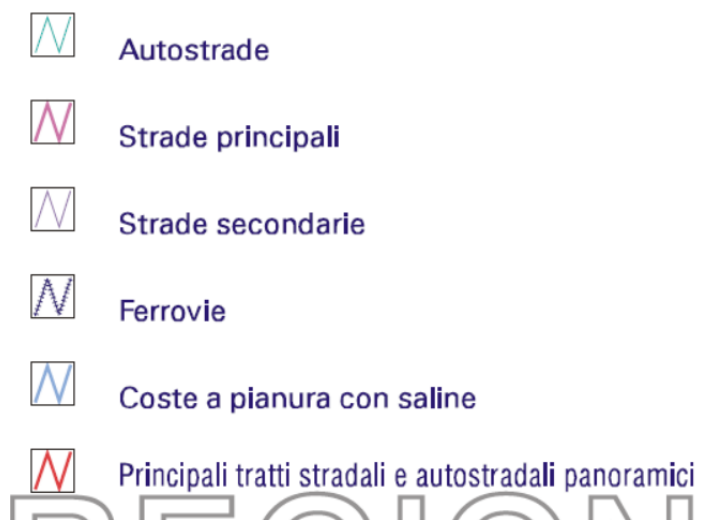 Autostrade
Strade principali
Strade secondarie
Ferrovie
Coste a pianura con saline
Principali tratti stradali e autostradali panoramici